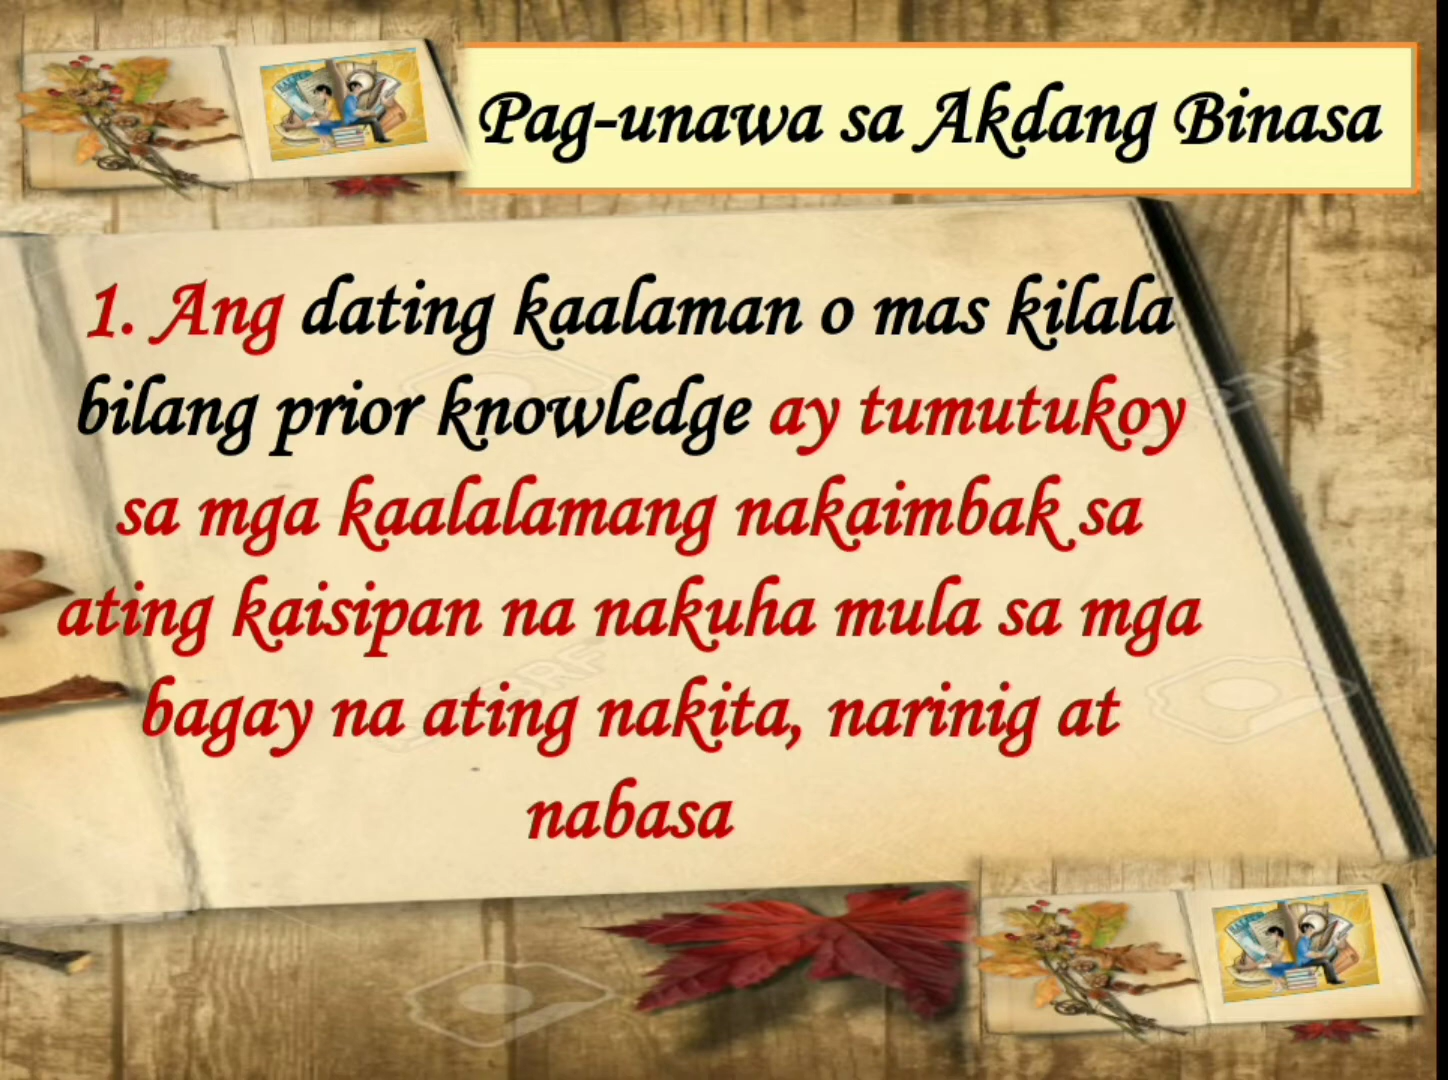 Pag-unawa sa Akdang Binasa
1. Ang dating kaalaman o mas kilala
bilang prior knowledge ay tumutukoy
sa mga kaalalamang nakaimbak sa
ating kaisipan na nakuha mula sa mga
bagay na ating nakita, narinig at
nabasa